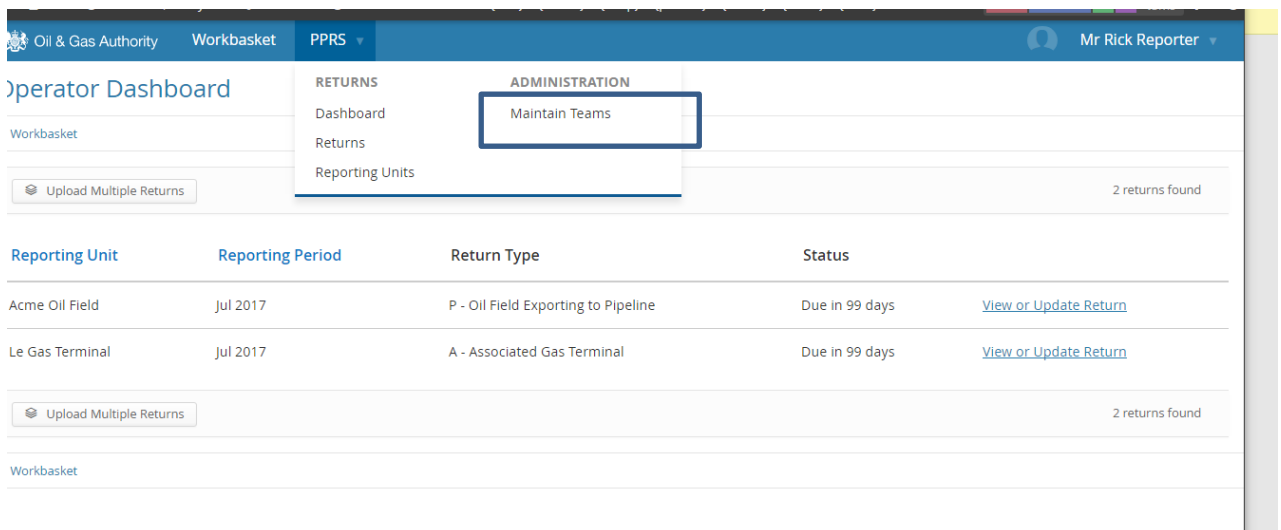 Oil & Gas Authority Workbasket PPRS Mr Rick Reporter
Operator Dashboard
RETURNS ADMINISTRATION
Dashboard Maintain Teams
Returns
Reporting Units
Workbasket
Upload Multiple Returns 2 returns found
Reporting Unit Reporting Period Return Type Status
Acme Oil Field Jul 2017 P - Oil Field Exporting to Pipeline Due in 99 days View or Update Return
Le Gas Terminal Jul 2017 A - Associated Gas Terminal Due in 99 days View or Update Return
Upload Multiple Returns 2 returns found
Workbasket